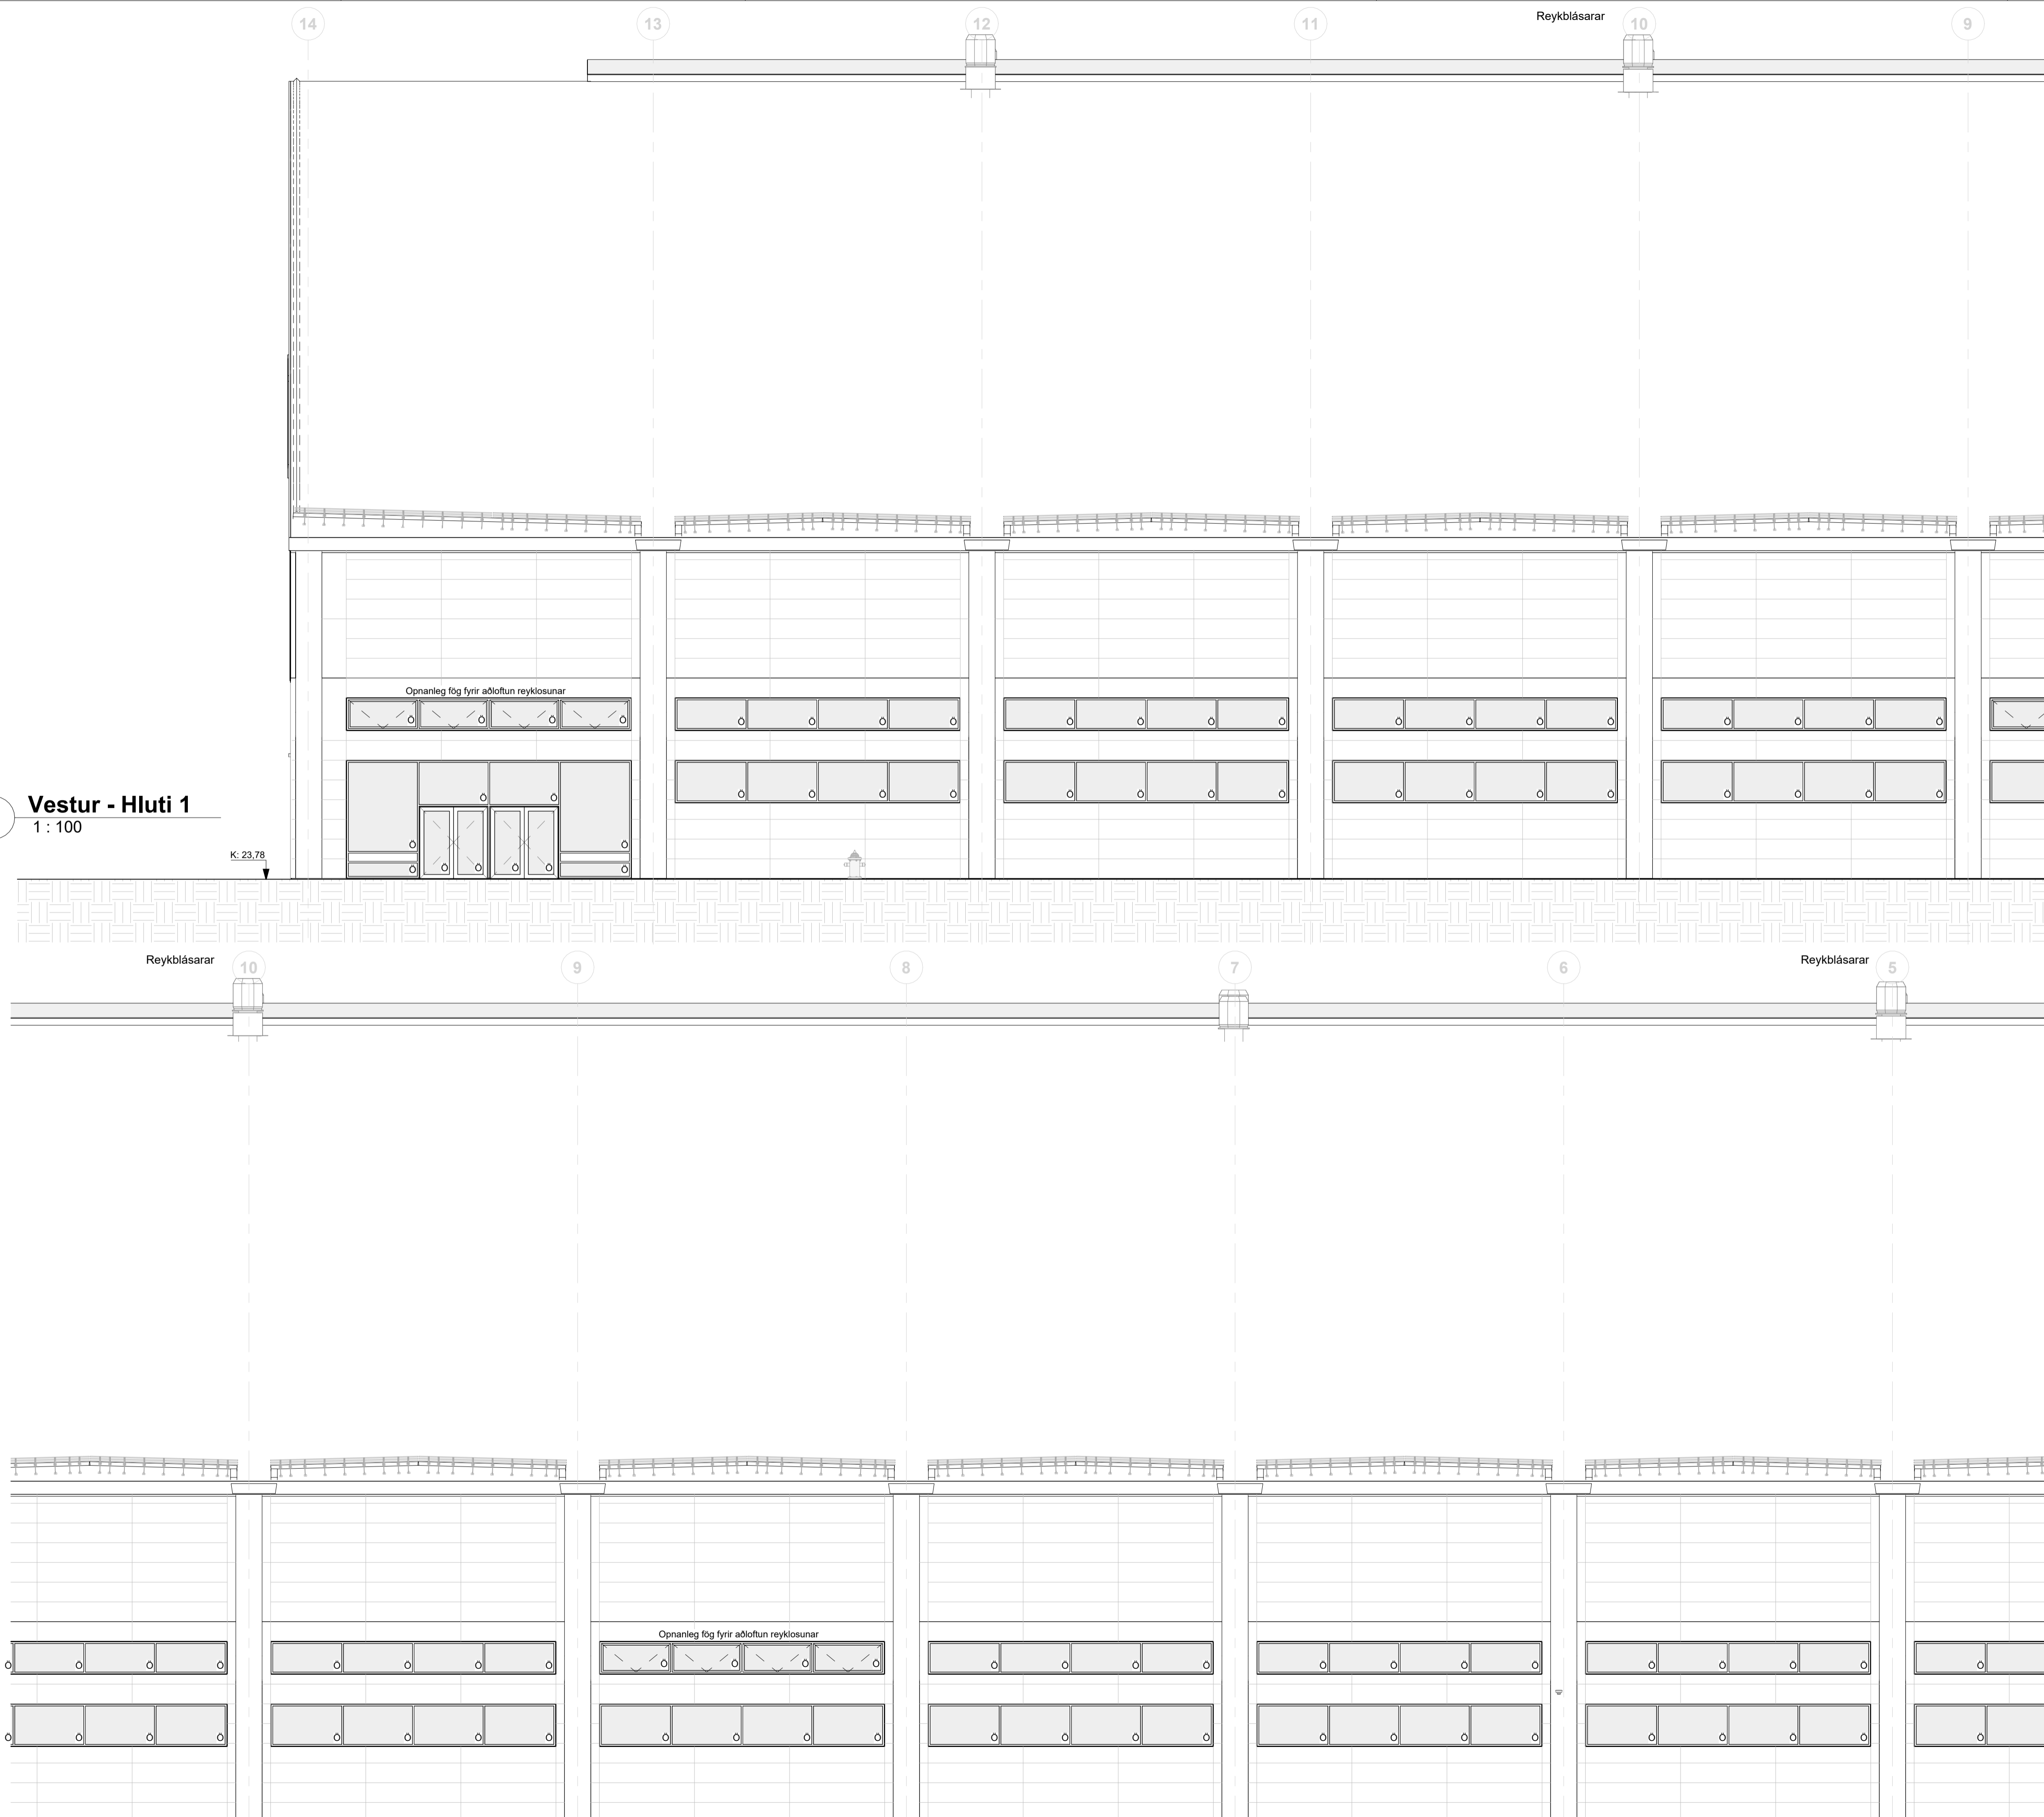 14 13 12 11 Reykblásarar 10 9
Opnanleg fög fyrir aðloftun reyklosunar
Vestur - Hluti 1
1 : 100
K: 23,78
Reykblásarar 10 9 8 7 6 Reykblásarar 5
Opnanleg fög fyrir aðloftun reyklosunar